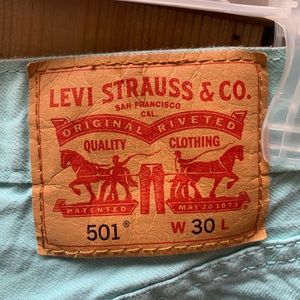 LEVI STRAUSS & CO.
SAN FRANCISCO
CAL.
ORIGINAL RIVETED
QUALITY CLOTHING
PATENTED MAY 20 1873
501® W 30 L